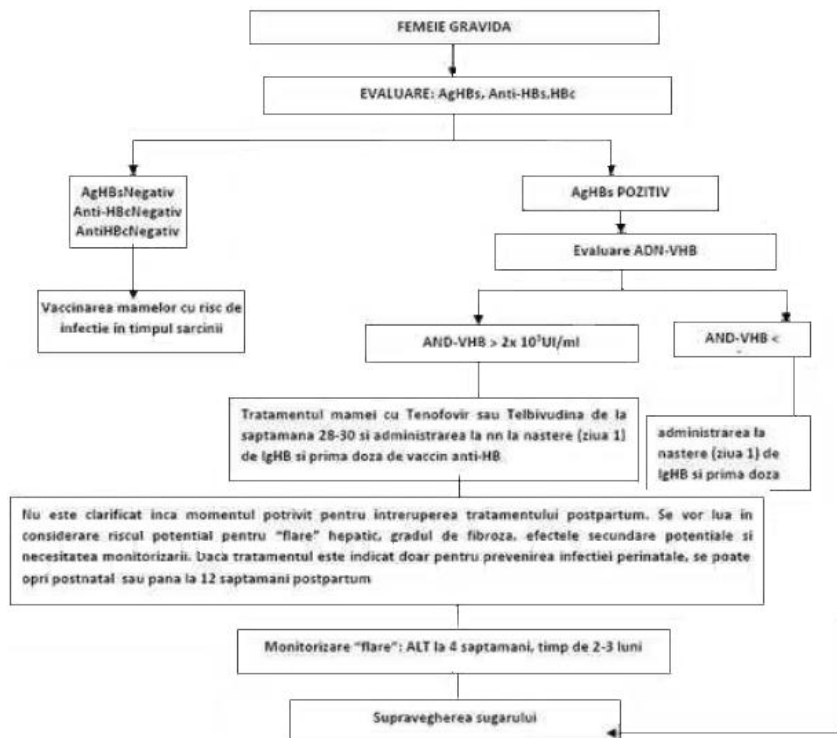 FEMEIE GRAVIDA
EVALUARE: AgHBs, Anti-HBs,HBc
AgHBsNegativ
Anti-HBcNegativ
AntiHBcNegativ
Vaccinarea mamelor cu risc de
infectie in timpul sarcinii
AgHBs POZITIV
Evaluare ADN-VHB
AND-VHB > 2x 10⁵UI/ml
AND-VHB <
Tratamentul mamei cu Tenofovir sau Telbivudina de la
saptamana 28-30 si administrarea la nn la nastere (ziua 1)
de IgHB si prima doza de vaccin anti-HB
administrarea la
nastere (ziua 1) de
IgHB si prima doza
Nu este clarificat inca momentul potrivit pentru intreruperea tratamentului postpartum. Se vor lua in
considerare riscul potential pentru "flare" hepatic, gradul de fibroza, efectele secundare potentiale si
necesitatea monitorizarii. Daca tratamentul este indicat doar pentru prevenirea infectiei perinatale, se poate
opri postnatal sau pana la 12 saptamani postpartum
Monitorizare "flare": ALT la 4 saptamani, timp de 2-3 luni
Supravegherea sugarului